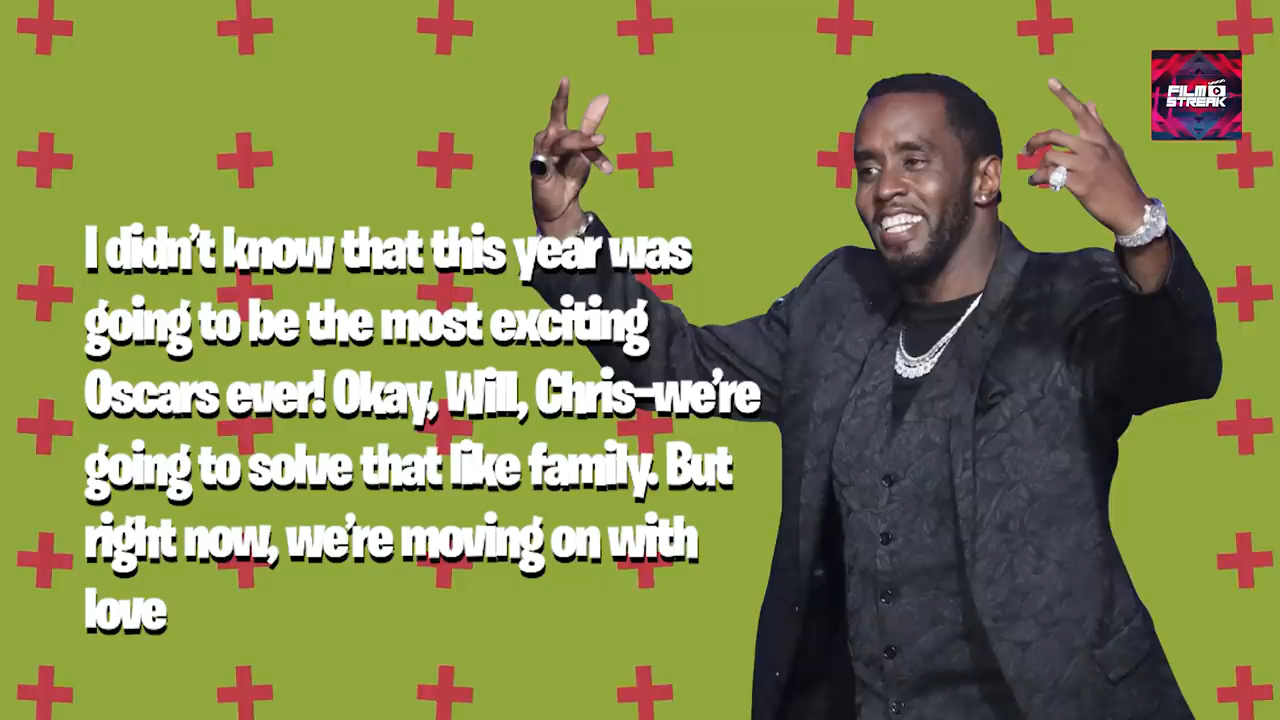 FILM
STREAK
I didn't know that this year was
going to be the most exciting
Oscars ever! Okay, Will, Chris–we're
going to solve that like family. But
right now, we're moving on with
love